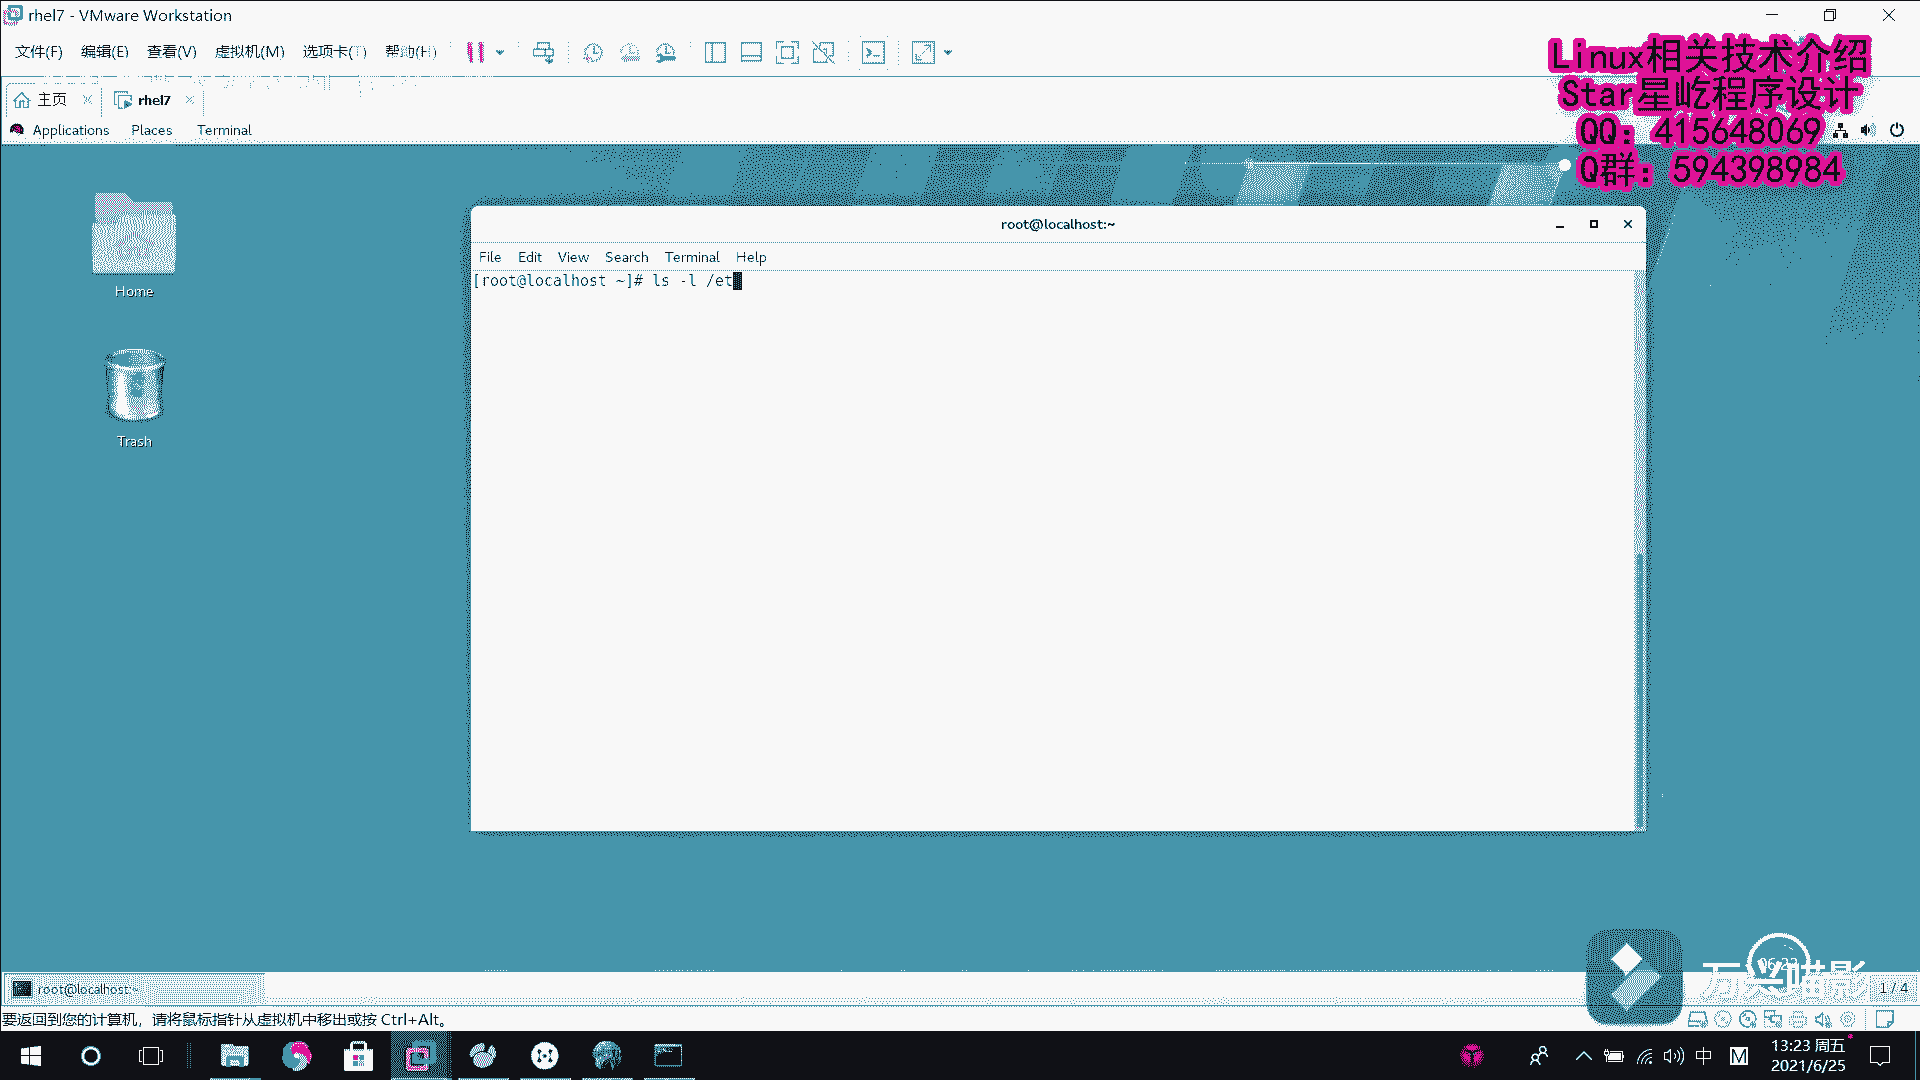 rhel7 - VMware Workstation
文件(F) 编辑(E) 查看(V) 虚拟机(M) 选项卡(T) 帮助(H)
Linux相关技术介绍
Star星屹程序设计
QQ: 415648069
Q群: 594398984
主页 rhel7
Applications Places Terminal
Home
Trash
root@localhost:~
File Edit View Search Terminal Help
[root@localhost ~]# ls -l /et
root@localhost:~
万兴喵影
1 / 4
要返回到您的计算机，请将鼠标指针从虚拟机中移出或按 Ctrl+Alt。
中 M
13:23 周五
2021/6/25